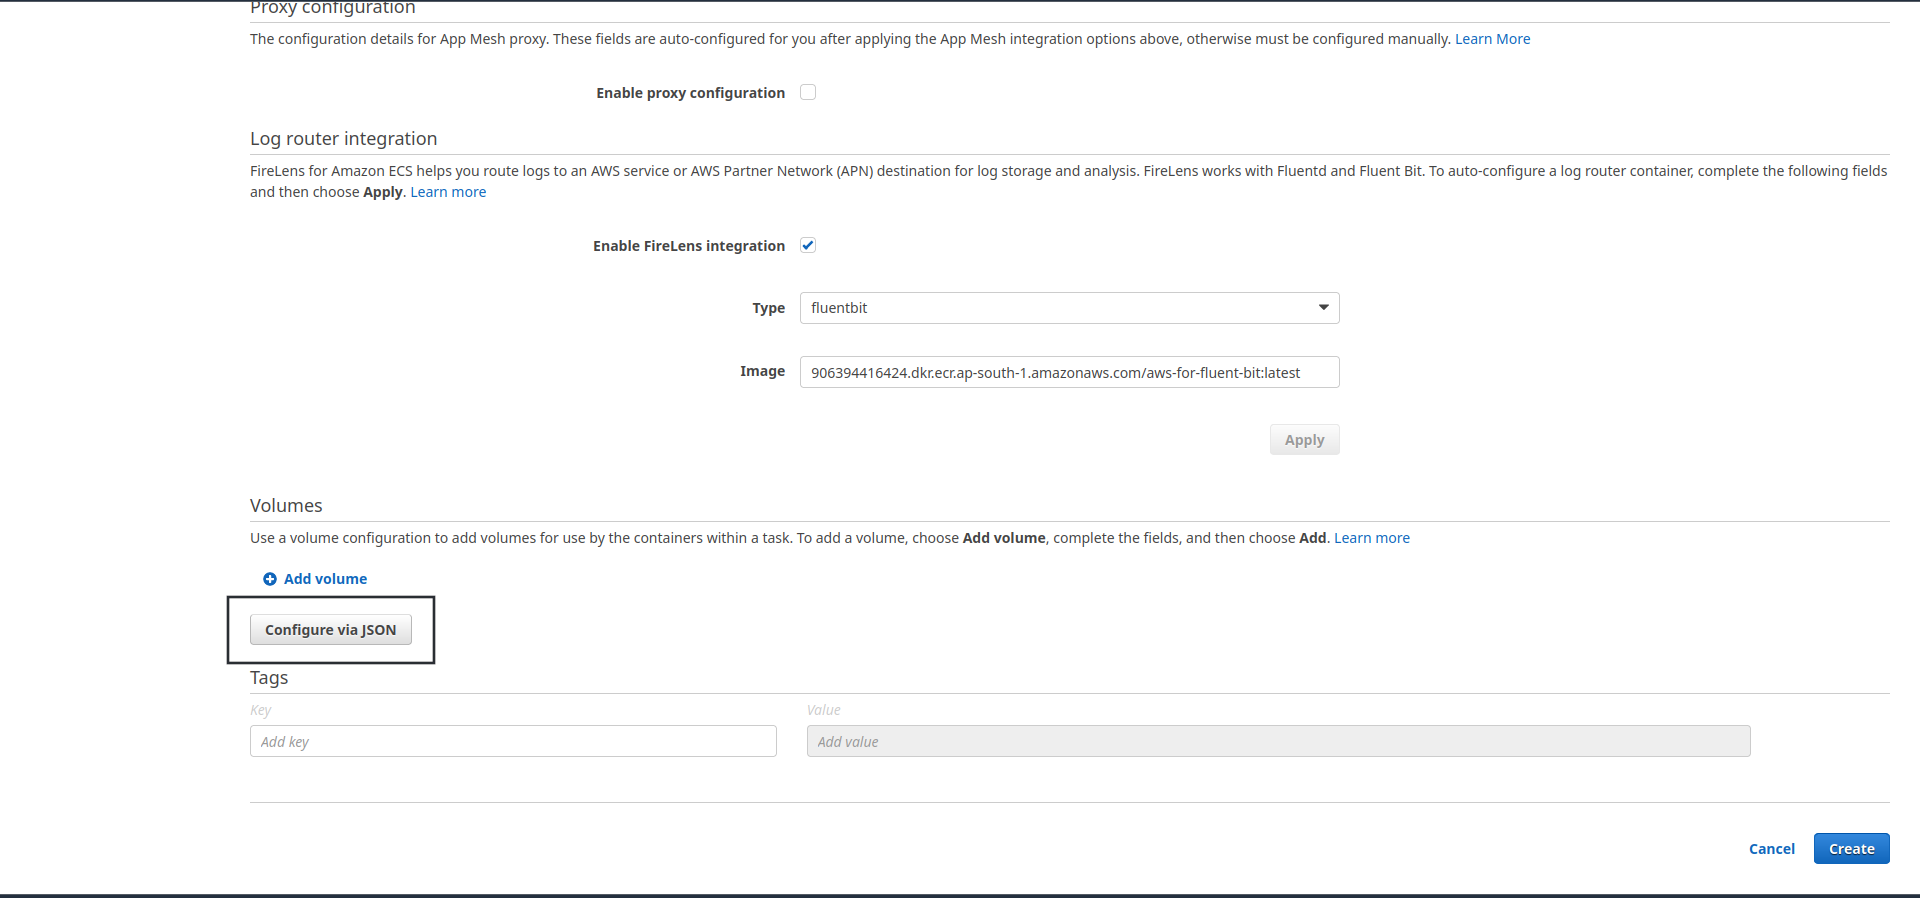 Proxy configuration
The configuration details for App Mesh proxy. These fields are auto-configured for you after applying the App Mesh integration options above, otherwise must be configured manually. Learn More
Enable proxy configuration
Log router integration
FireLens for Amazon ECS helps you route logs to an AWS service or AWS Partner Network (APN) destination for log storage and analysis. FireLens works with Fluentd and Fluent Bit. To auto-configure a log router container, complete the following fields
and then choose Apply. Learn more
Enable FireLens integration
Type fluentbit
Image 906394416424.dkr.ecr.ap-south-1.amazonaws.com/aws-for-fluent-bit:latest
Apply
Volumes
Use a volume configuration to add volumes for use by the containers within a task. To add a volume, choose Add volume, complete the fields, and then choose Add. Learn more
Add volume
Configure via JSON
Tags
Key Value
Add key Add value
Cancel Create